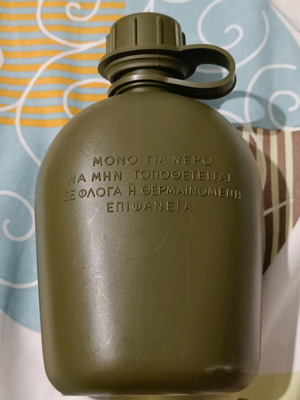 ΜΟΝΟ ΓΙΑ ΝΕΡΟ
ΝΑ ΜΗΝ ΤΟΠΟΘΕΤΕΙΤΑΙ
ΣΕ ΦΛΟΓΑ Ή ΘΕΡΜΑΙΝΟΜΕΝΗ
ΕΠΙΦΑΝΕΙΑ